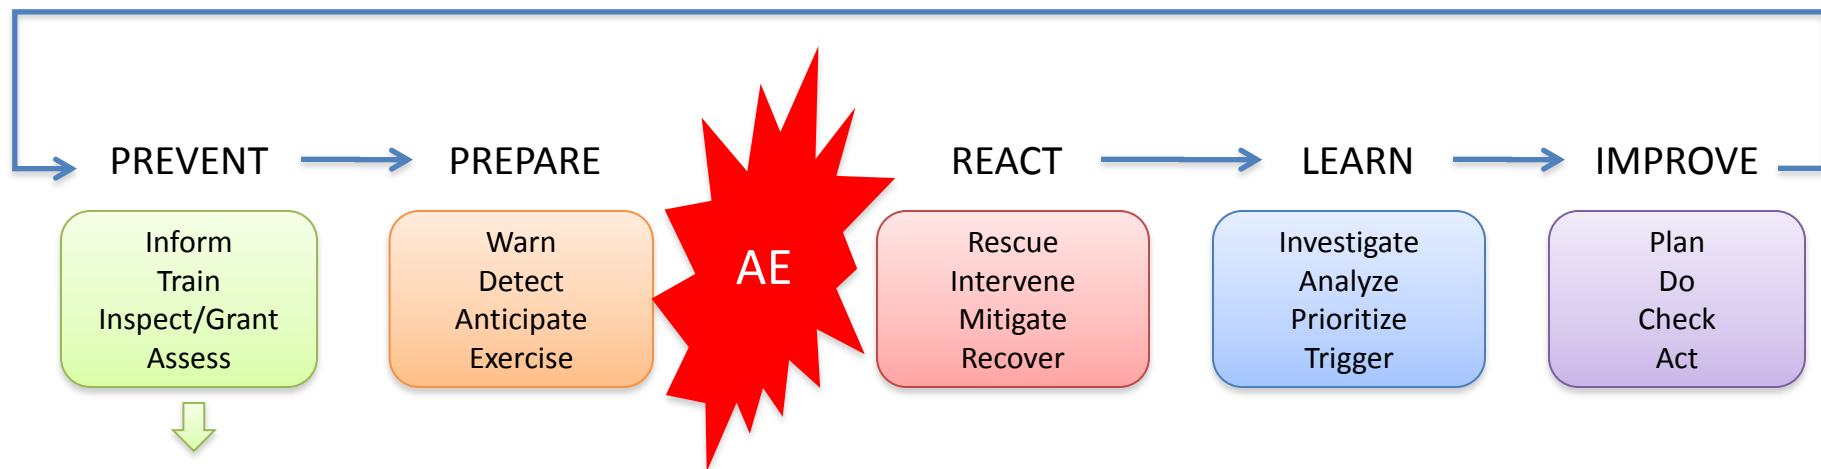 PREVENT
PREPARE
REACT
LEARN
IMPROVE
Inform
Train
Inspect/Grant
Assess
Warn
Detect
Anticipate
Exercise
AE
Rescue
Intervene
Mitigate
Recover
Investigate
Analyze
Prioritize
Trigger
Plan
Do
Check
Act